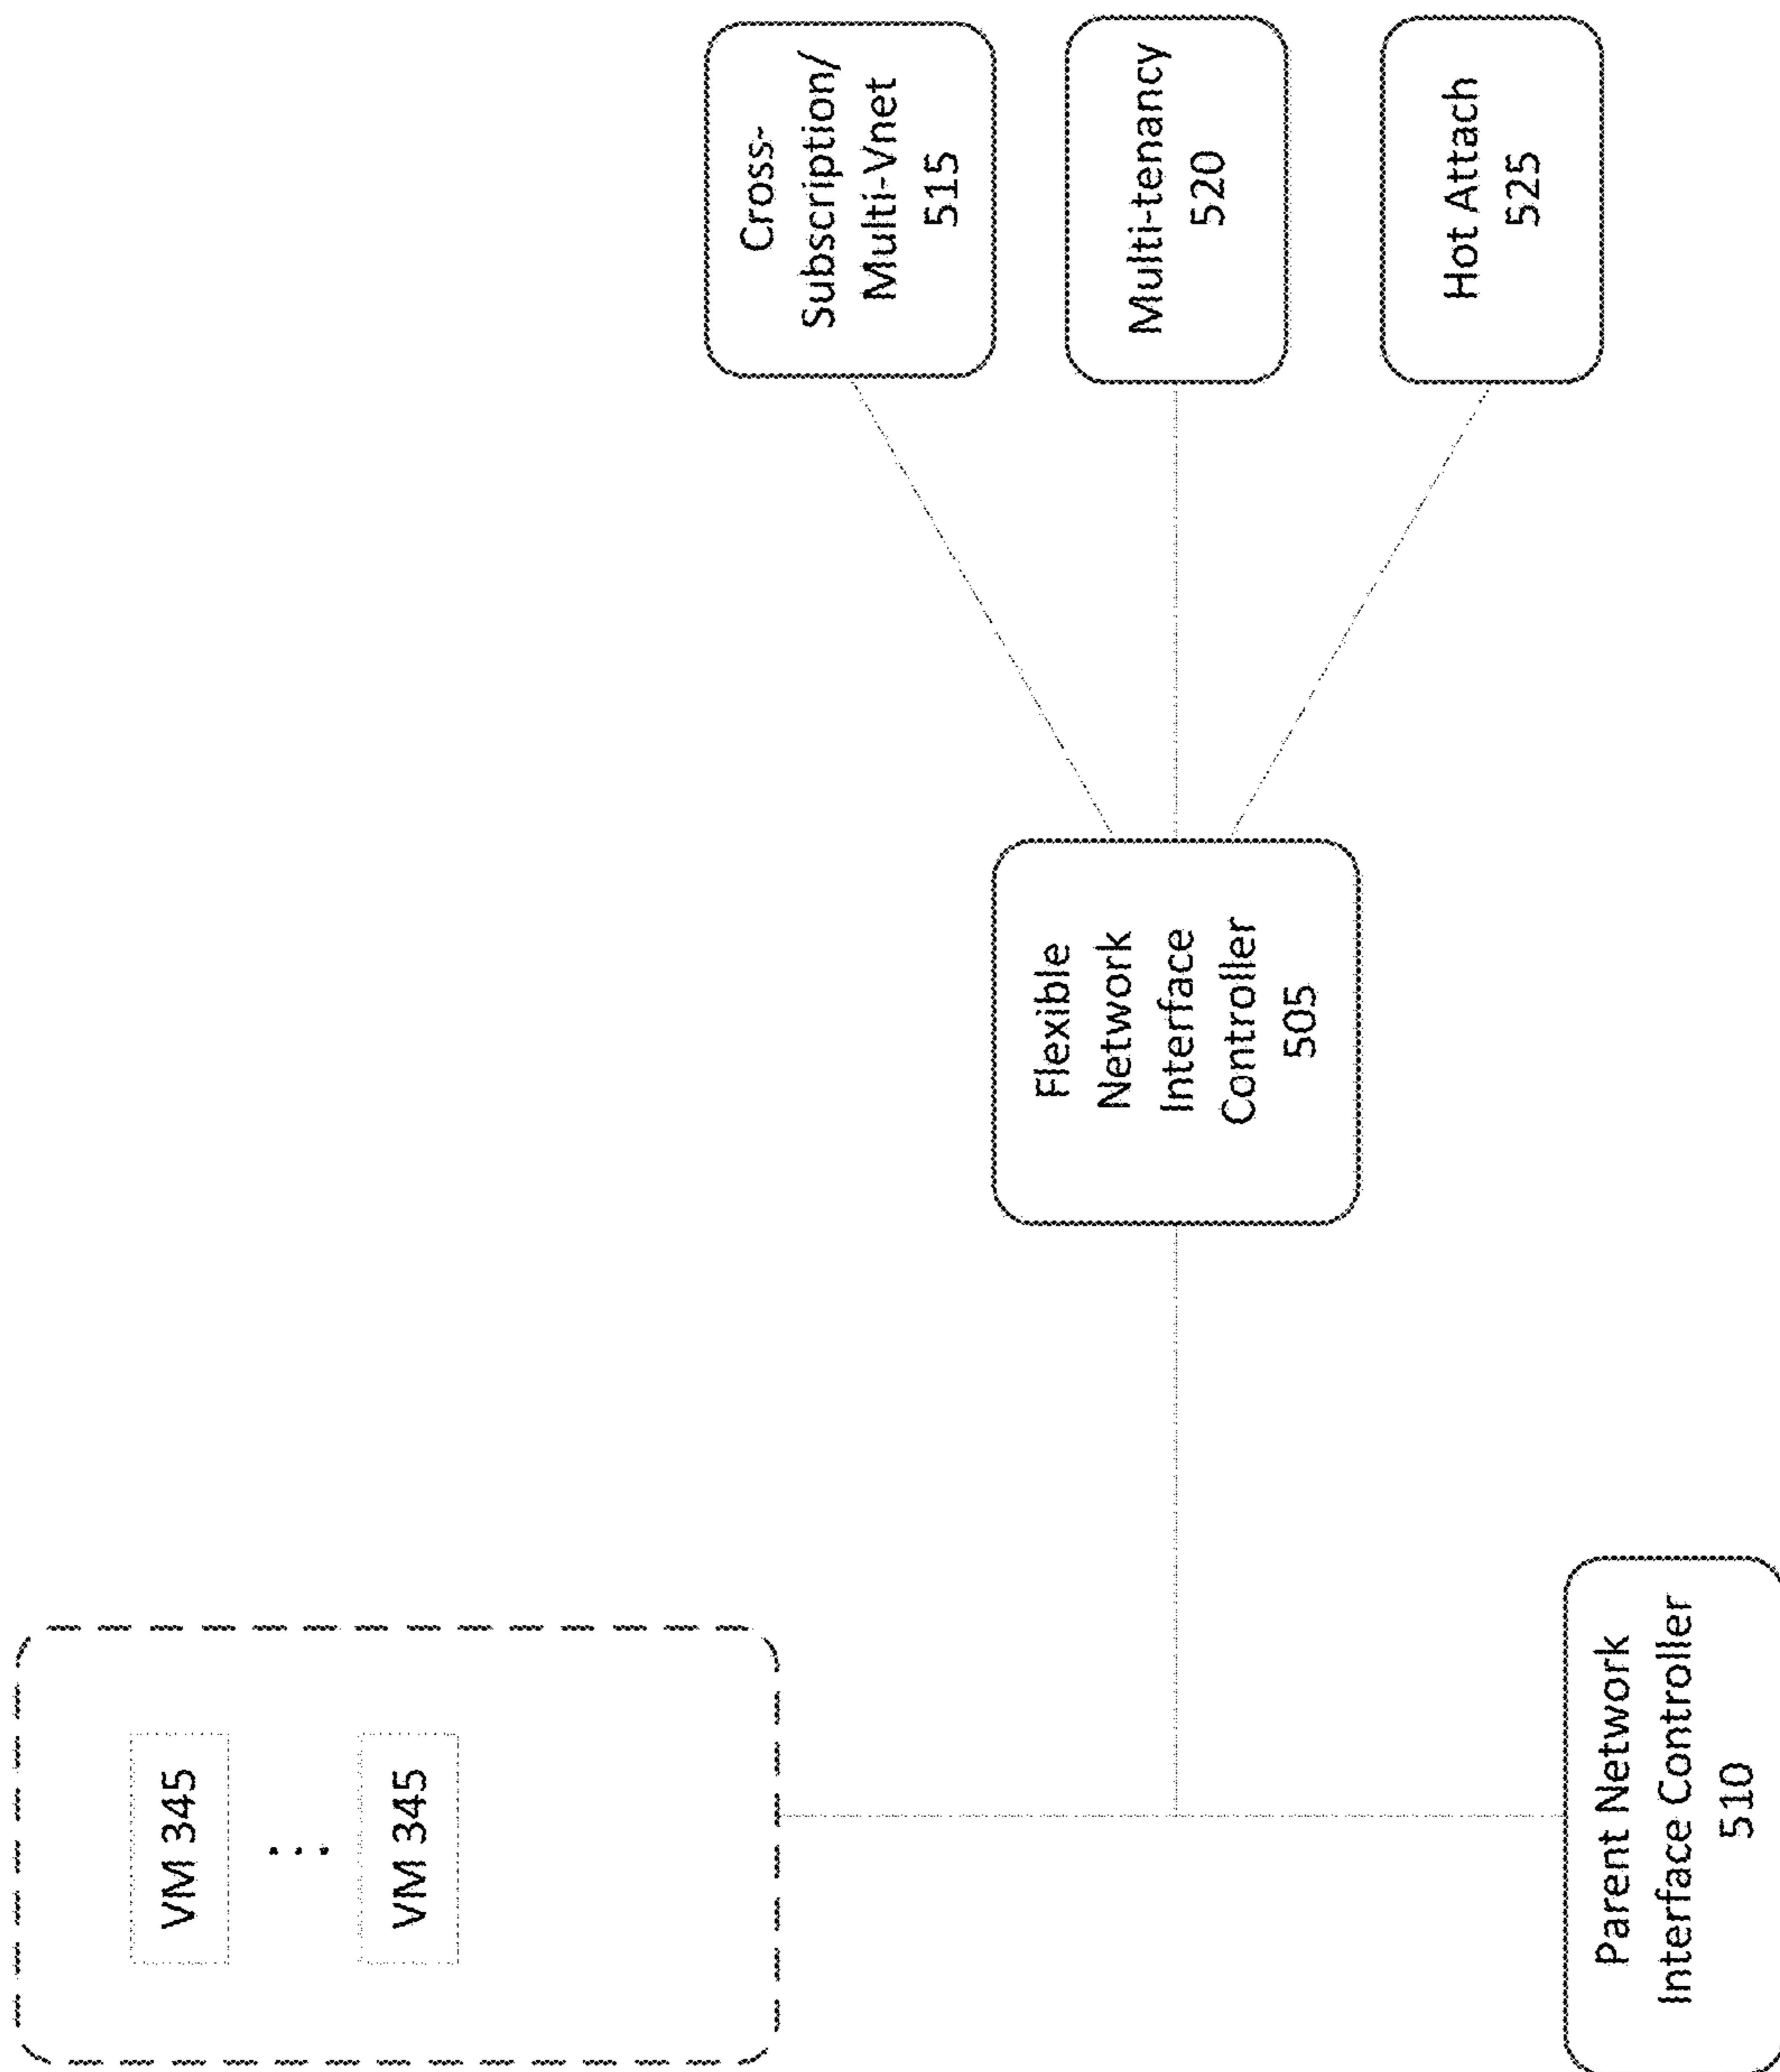 VM 345
...
VM 345
Parent Network
Interface Controller
510
Flexible
Network
Interface
Controller
505
Cross-
Subscription/
Multi-Vnet
515
Multi-tenancy
520
Hot Attach
525